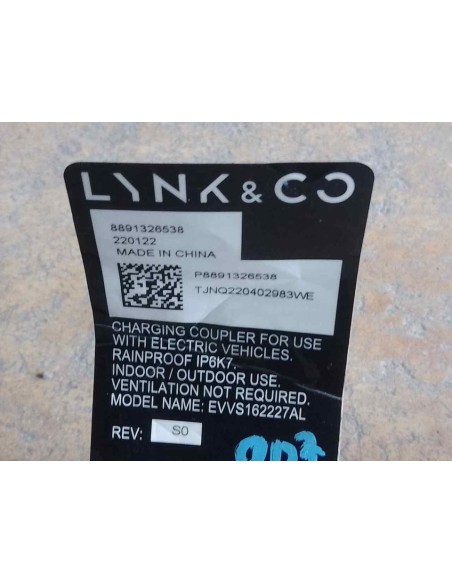 LYNK & CO
8891326538
220122
MADE IN CHINA
P8891326538
TJNQ220402983WE
CHARGING COUPLER FOR USE
WITH ELECTRIC VEHICLES.
RAINPROOF IP6K7.
INDOOR / OUTDOOR USE.
VENTILATION NOT REQUIRED.
MODEL NAME: EVVS162227AL
REV: S0